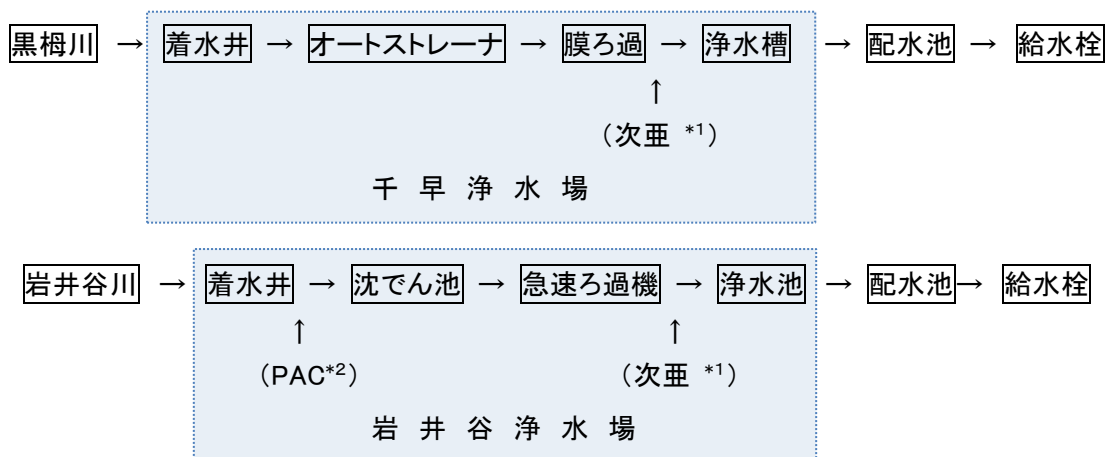 黒栂川 → 着水井 → オートストレーナ → 膜ろ過 → 浄水槽 → 配水池 → 給水栓
↑
（次亜 *1）
千 早 浄 水 場
岩井谷川 → 着水井 → 沈でん池 → 急速ろ過機 → 浄水池 → 配水池→ 給水栓
↑ ↑
（PAC*2） （次亜 *1）
岩 井 谷 浄 水 場